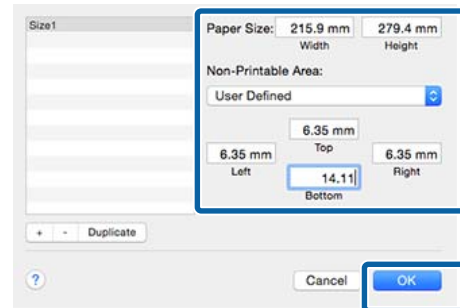 Size1
Paper Size: 215.9 mm 279.4 mm
Width Height
Non-Printable Area:
User Defined
6.35 mm
Top
6.35 mm 6.35 mm
Left Right
14.11
Bottom
+ - Duplicate
? Cancel OK